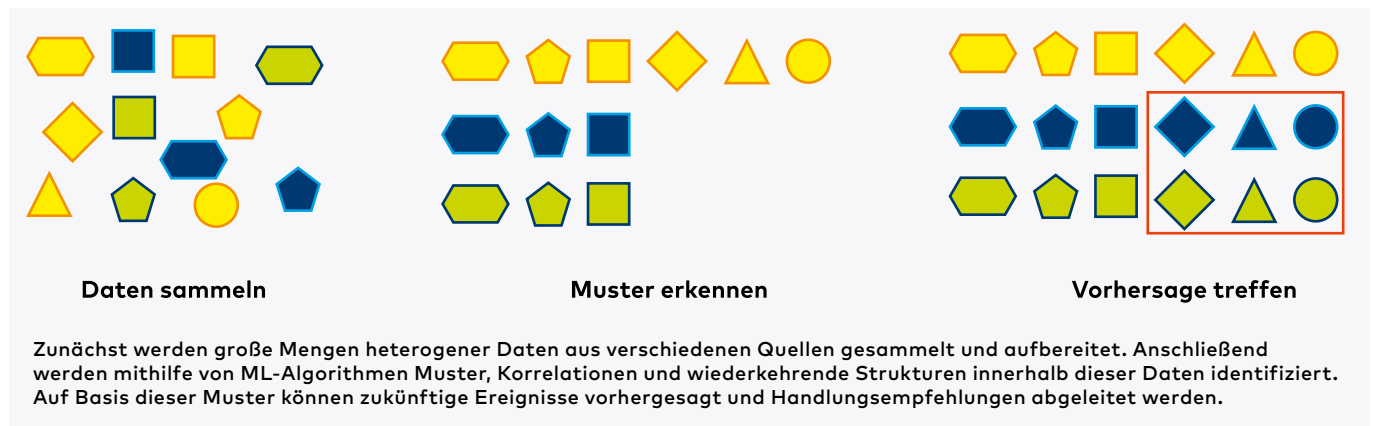 Daten sammeln
Muster erkennen
Vorhersage treffen
Zunächst werden große Mengen heterogener Daten aus verschiedenen Quellen gesammelt und aufbereitet. Anschließend
werden mithilfe von ML-Algorithmen Muster, Korrelationen und wiederkehrende Strukturen innerhalb dieser Daten identifiziert.
Auf Basis dieser Muster können zukünftige Ereignisse vorhergesagt und Handlungsempfehlungen abgeleitet werden.